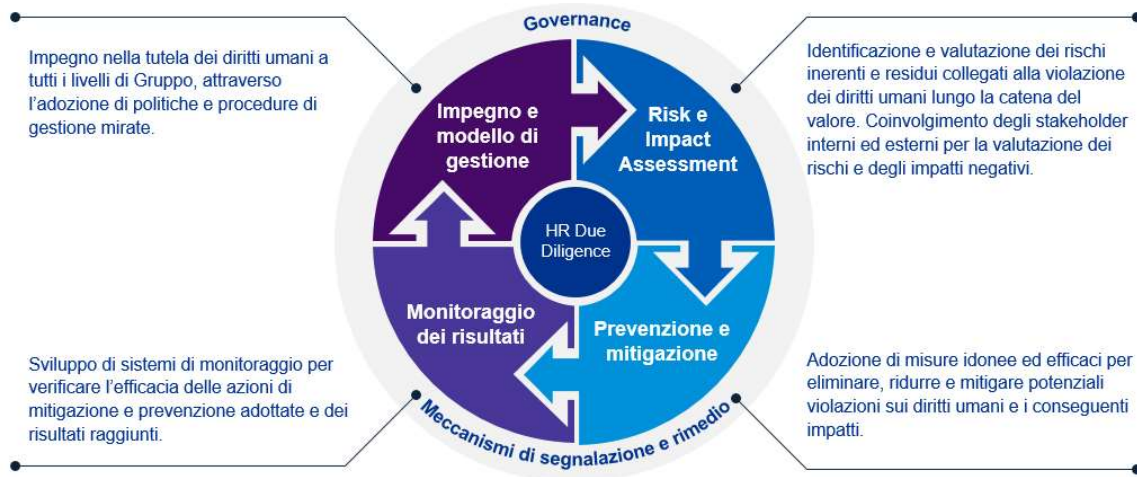 Governance
Impegno nella tutela dei diritti umani a
tutti i livelli di Gruppo, attraverso
l’adozione di politiche e procedure di
gestione mirate.
Impegno e
modello di
gestione
Risk e
Impact
Assessment
Identificazione e valutazione dei rischi
inerenti e residui collegati alla violazione
dei diritti umani lungo la catena del
valore. Coinvolgimento degli stakeholder
interni ed esterni per la valutazione dei
rischi e degli impatti negativi.
HR Due
Diligence
Monitoraggio
dei risultati
Prevenzione e
mitigazione
Sviluppo di sistemi di monitoraggio per
verificare l’efficacia delle azioni di
mitigazione e prevenzione adottate e dei
risultati raggiunti.
Adozione di misure idonee ed efficaci per
eliminare, ridurre e mitigare potenziali
violazioni sui diritti umani e i conseguenti
impatti.
Meccanismi di segnalazione e rimedio